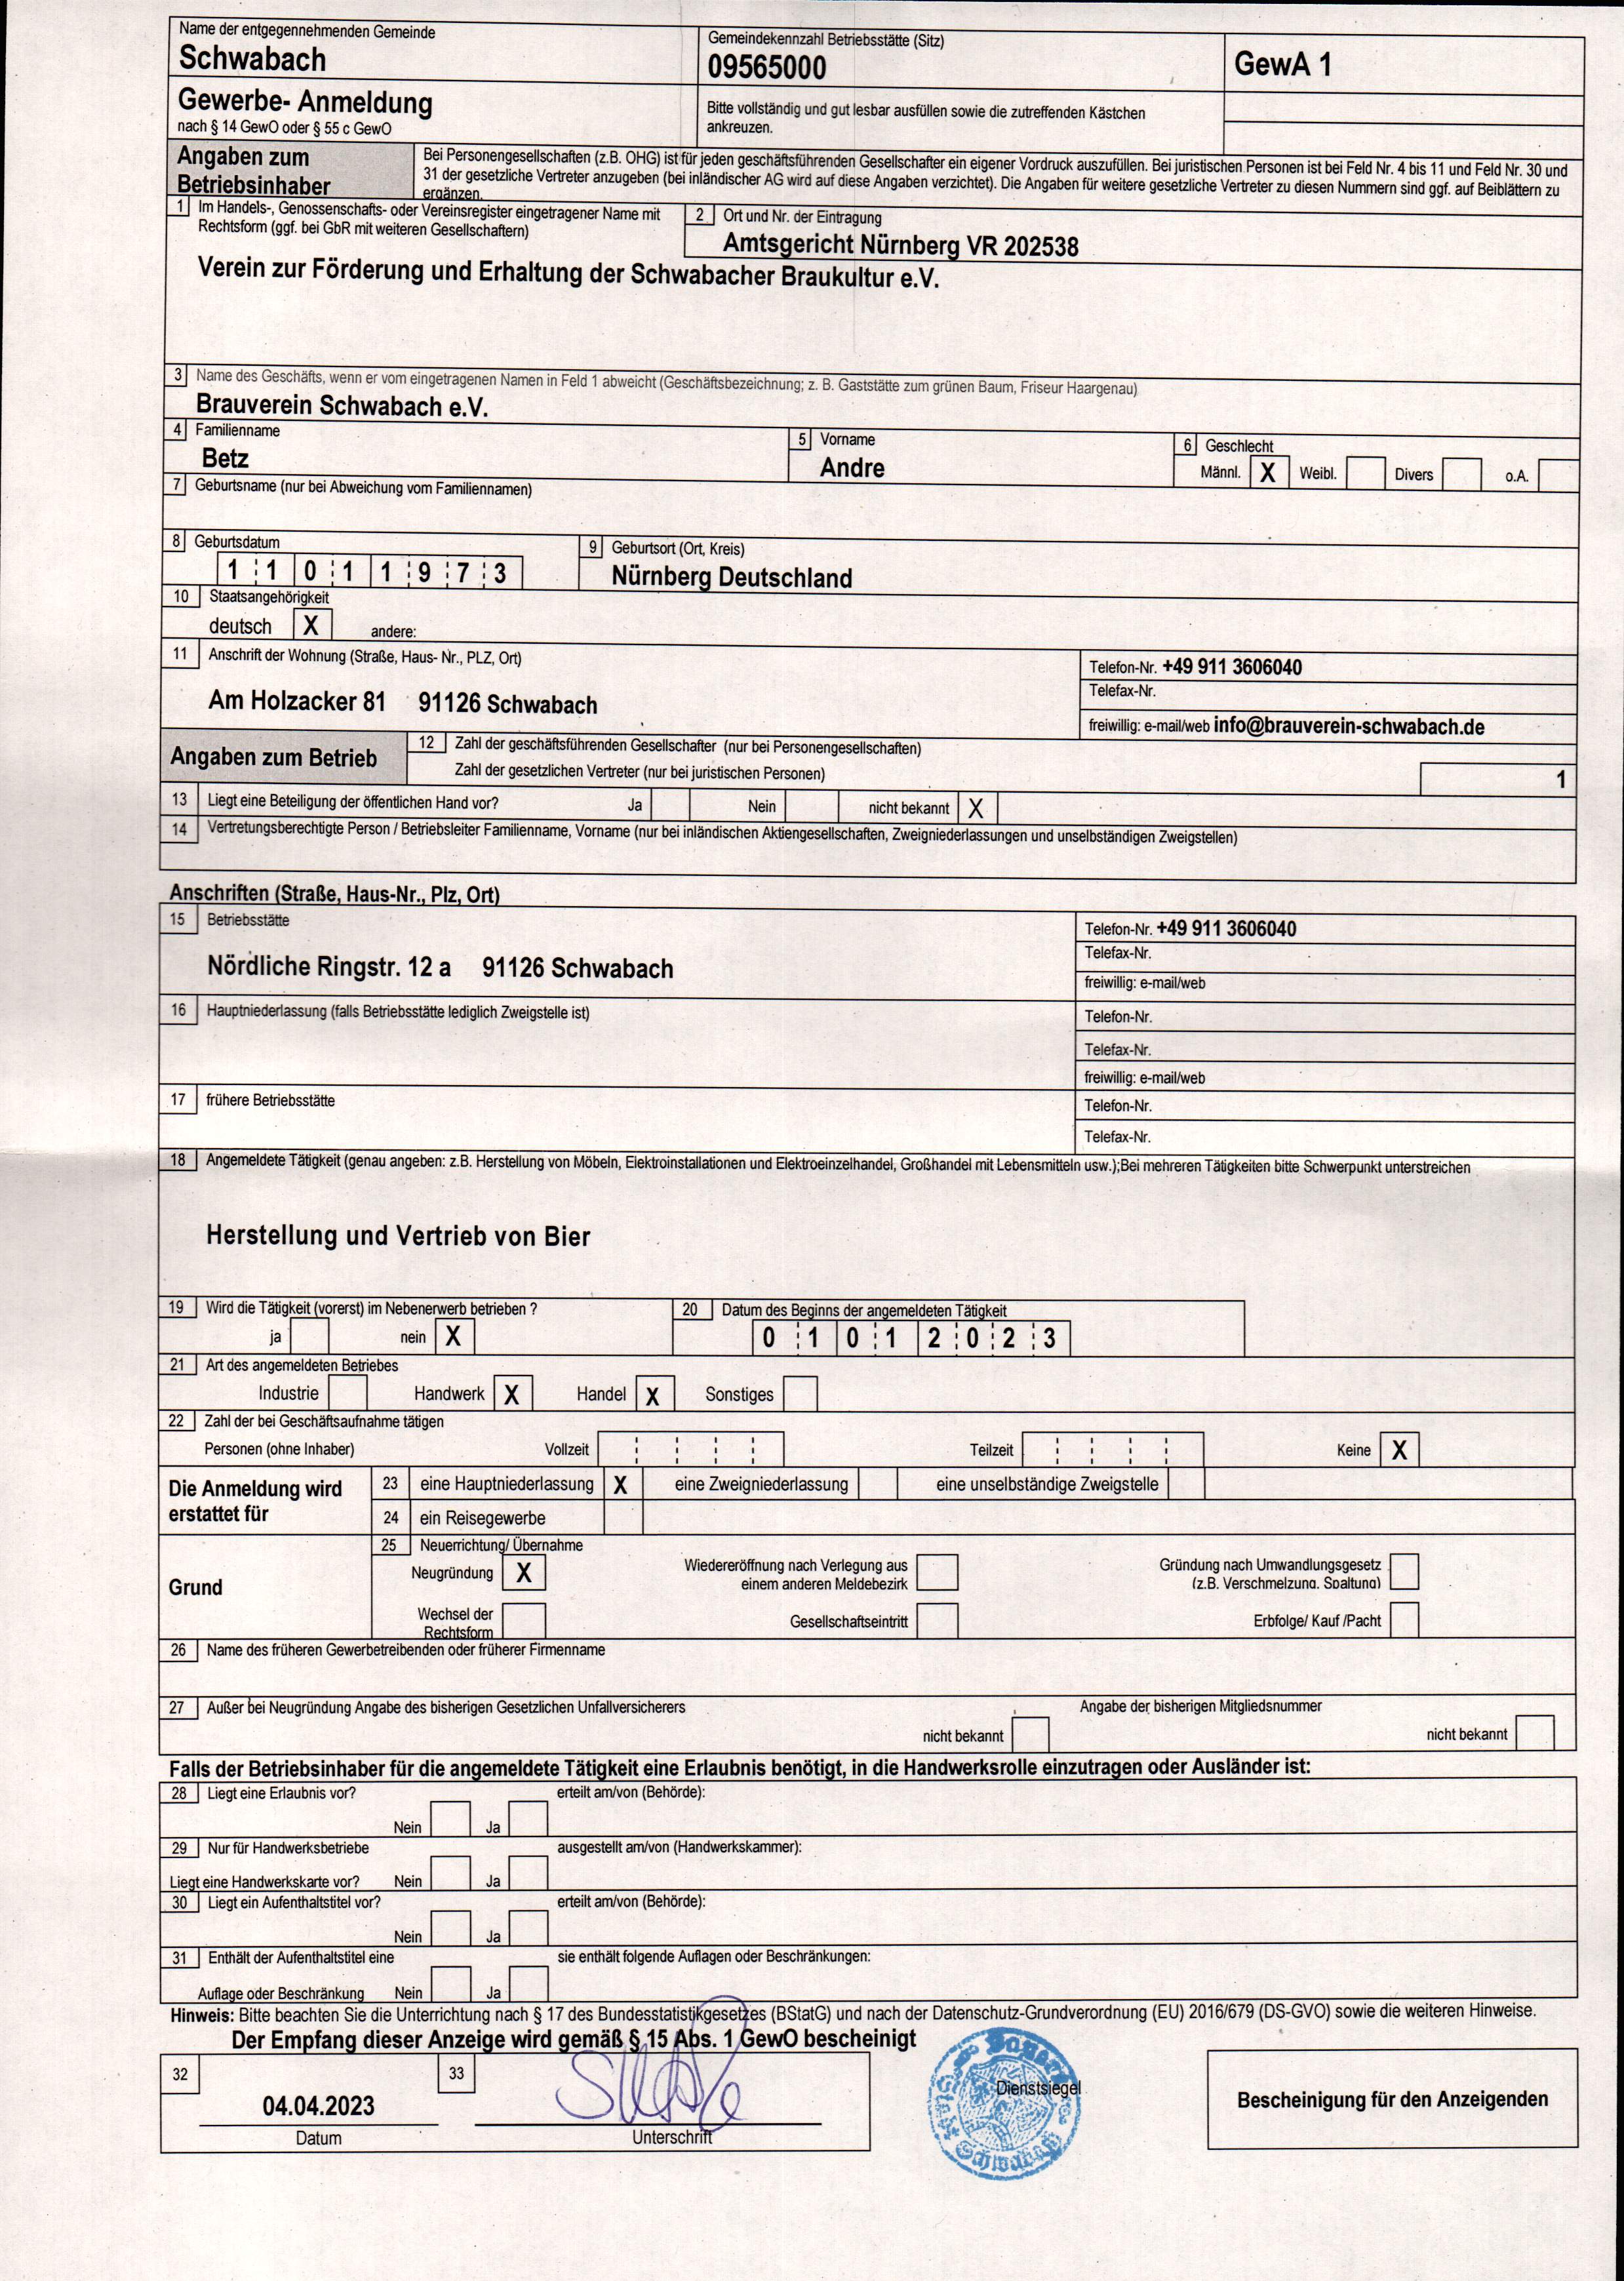 Name der entgegennehmenden Gemeinde
Schwabach
Gemeindekennzahl Betriebsstätte (Sitz)
09565000
GewA 1
Gewerbe- Anmeldung
nach § 14 GewO oder § 55 c GewO
Bitte vollständig und gut lesbar ausfüllen sowie die zutreffenden Kästchen
ankreuzen.
Angaben zum
Betriebsinhaber
Bei Personengesellschaften (z.B. OHG) ist für jeden geschäftsführenden Gesellschafter ein eigener Vordruck auszufüllen. Bei juristischen Personen ist bei Feld Nr. 4 bis 11 und Feld Nr. 30 und
31 der gesetzliche Vertreter anzugeben (bei inländischer AG wird auf diese Angaben verzichtet). Die Angaben für weitere gesetzliche Vertreter zu diesen Nummern sind ggf. auf Beiblättern zu
ergänzen.
1 Im Handels-, Genossenschafts- oder Vereinsregister eingetragener Name mit
Rechtsform (ggf. bei GbR mit weiteren Gesellschaftern)
2 Ort und Nr. der Eintragung
Amtsgericht Nürnberg VR 202538
Verein zur Förderung und Erhaltung der Schwabacher Braukultur e.V.
3 Name des Geschäfts, wenn er vom eingetragenen Namen in Feld 1 abweicht (Geschäftsbezeichnung; z. B. Gaststätte zum grünen Baum, Friseur Haargenau)
Brauverein Schwabach e.V.
4 Familienname
Betz
5 Vorname
Andre
6 Geschlecht
Männl. X Weibl. Divers o.A.
7 Geburtsname (nur bei Abweichung vom Familiennamen)
8 Geburtsdatum
1 1 0 1 1 9 7 3
9 Geburtsort (Ort, Kreis)
Nürnberg Deutschland
10 Staatsangehörigkeit
deutsch X andere:
11 Anschrift der Wohnung (Straße, Haus- Nr., PLZ, Ort)
Am Holzacker 81 91126 Schwabach
Telefon-Nr. +49 911 3606040
Telefax-Nr.
freiwillig: e-mail/web info@brauverein-schwabach.de
Angaben zum Betrieb
12 Zahl der geschäftsführenden Gesellschafter (nur bei Personengesellschaften)
Zahl der gesetzlichen Vertreter (nur bei juristischen Personen) 1
13 Liegt eine Beteiligung der öffentlichen Hand vor? Ja Nein nicht bekannt X
14 Vertretungsberechtigte Person / Betriebsleiter Familienname, Vorname (nur bei inländischen Aktiengesellschaften, Zweigniederlassungen und unselbständigen Zweigstellen)
Anschriften (Straße, Haus-Nr., Plz, Ort)
15 Betriebsstätte
Nördliche Ringstr. 12 a 91126 Schwabach
Telefon-Nr. +49 911 3606040
Telefax-Nr.
freiwillig: e-mail/web
16 Hauptniederlassung (falls Betriebsstätte lediglich Zweigstelle ist)
Telefon-Nr.
Telefax-Nr.
freiwillig: e-mail/web
17 frühere Betriebsstätte
Telefon-Nr.
Telefax-Nr.
18 Angemeldete Tätigkeit (genau angeben: z.B. Herstellung von Möbeln, Elektroinstallationen und Elektroeinzelhandel, Großhandel mit Lebensmitteln usw.);Bei mehreren Tätigkeiten bitte Schwerpunkt unterstreichen
Herstellung und Vertrieb von Bier
19 Wird die Tätigkeit (vorerst) im Nebenerwerb betrieben ?
ja nein X
20 Datum des Beginns der angemeldeten Tätigkeit
0 1 0 1 2 0 2 3
21 Art des angemeldeten Betriebes
Industrie Handwerk X Handel X Sonstiges
22 Zahl der bei Geschäftsaufnahme tätigen
Personen (ohne Inhaber) Vollzeit Teilzeit Keine X
Die Anmeldung wird
erstattet für
23 eine Hauptniederlassung X eine Zweigniederlassung eine unselbständige Zweigstelle
24 ein Reisegewerbe
Grund
25 Neuerrichtung/ Übernahme
Neugründung X
Wiedereröffnung nach Verlegung aus
einem anderen Meldebezirk
Gründung nach Umwandlungsgesetz
(z.B. Verschmelzung, Spaltung)
Wechsel der
Rechtsform
Gesellschaftseintritt
Erbfolge/ Kauf /Pacht
26 Name des früheren Gewerbetreibenden oder früherer Firmenname
27 Außer bei Neugründung Angabe des bisherigen Gesetzlichen Unfallversicherers
nicht bekannt
Angabe der bisherigen Mitgliedsnummer
nicht bekannt
Falls der Betriebsinhaber für die angemeldete Tätigkeit eine Erlaubnis benötigt, in die Handwerksrolle einzutragen oder Ausländer ist:
28 Liegt eine Erlaubnis vor? erteilt am/von (Behörde):
Nein Ja
29 Nur für Handwerksbetriebe ausgestellt am/von (Handwerkskammer):
Liegt eine Handwerkskarte vor? Nein Ja
30 Liegt ein Aufenthaltstitel vor? erteilt am/von (Behörde):
Nein Ja
31 Enthält der Aufenthaltstitel eine sie enthält folgende Auflagen oder Beschränkungen:
Auflage oder Beschränkung Nein Ja
Hinweis: Bitte beachten Sie die Unterrichtung nach § 17 des Bundesstatistikgesetzes (BStatG) und nach der Datenschutz-Grundverordnung (EU) 2016/679 (DS-GVO) sowie die weiteren Hinweise.
Der Empfang dieser Anzeige wird gemäß § 15 Abs. 1 GewO bescheinigt
32
04.04.2023
Datum
33
Unterschrift
Dienstsiegel
Bayern
Stadt Schwabach
Bescheinigung für den Anzeigenden